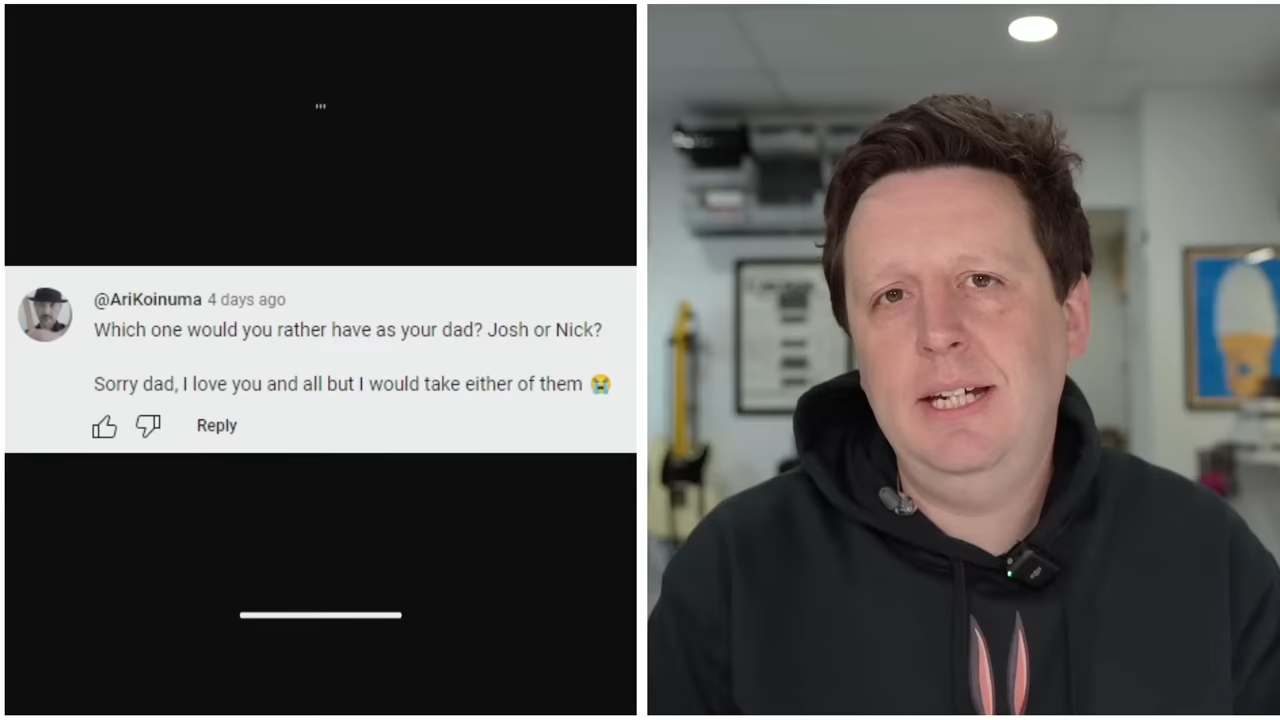 @AriKoinuma 4 days ago
Which one would you rather have as your dad? Josh or Nick?
Sorry dad, I love you and all but I would take either of them 😭
Reply